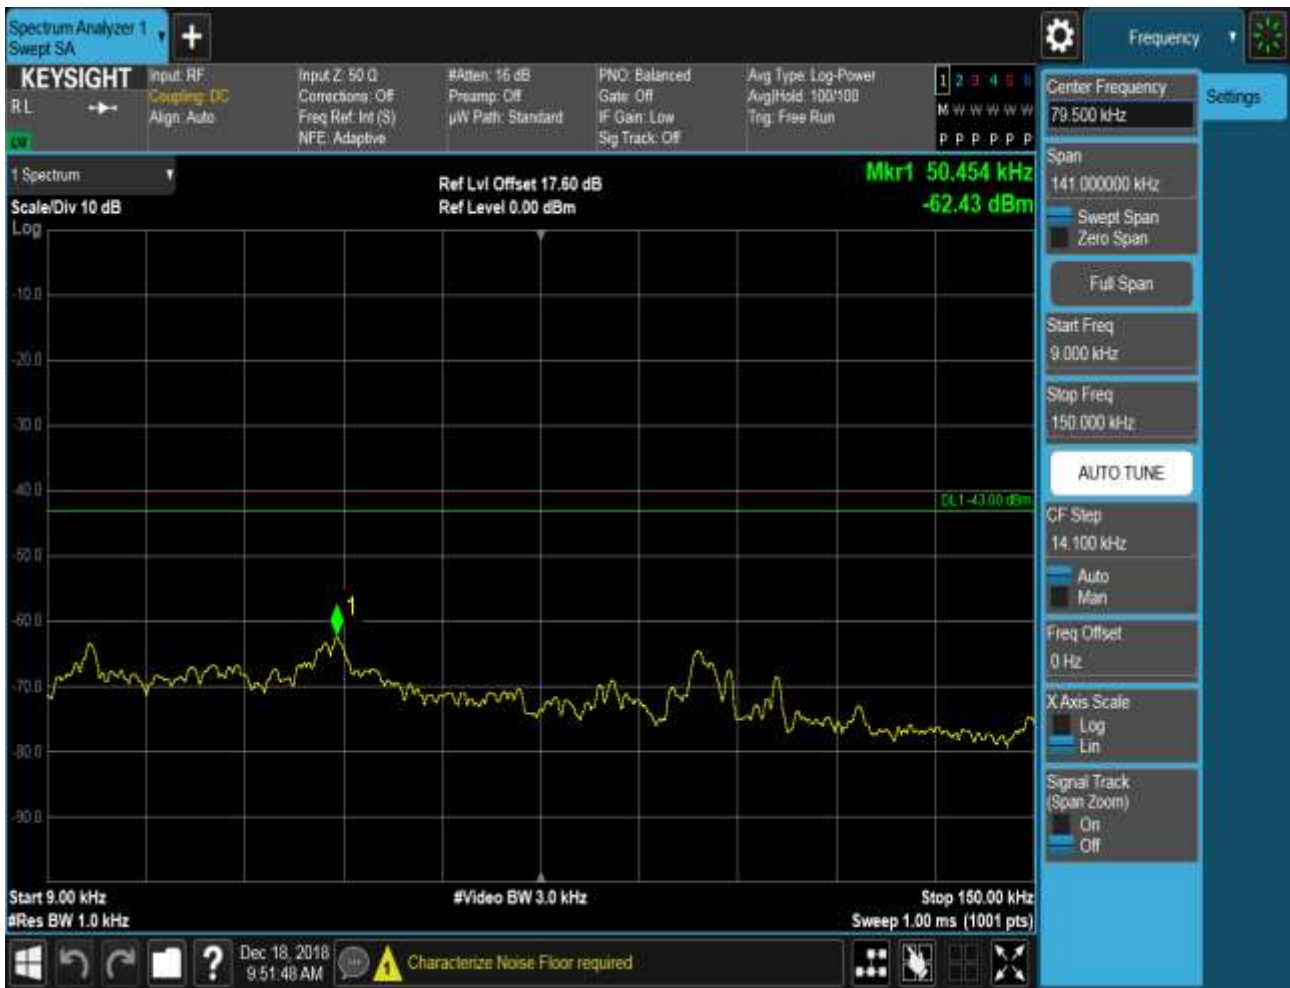 Spectrum Analyzer 1
Swept SA
Frequency
KEYSIGHT
R L
Input: RF
Coupling: DC
Align: Auto
Input Z: 50 Ω
Corrections: Off
Freq Ref: Int (S)
NFE: Adaptive
#Atten: 16 dB
Preamp: Off
µW Path: Standard
PNO: Balanced
Gate: Off
IF Gain: Low
Sig Track: Off
Avg Type: Log-Power
Avg|Hold: 100/100
Trig: Free Run
1 2 3 4 5 6
M W W W W W
P P P P P P
Settings
1 Spectrum
Scale/Div 10 dB
Log
Ref Lvl Offset 17.60 dB
Ref Level 0.00 dBm
Mkr1 50.454 kHz
-62.43 dBm
-10.0
-20.0
-30.0
-40.0
-50.0
-60.0
-70.0
-80.0
-90.0
DL1 -43.00 dBm
1
Start 9.00 kHz
#Res BW 1.0 kHz
#Video BW 3.0 kHz
Stop 150.00 kHz
Sweep 1.00 ms (1001 pts)
Center Frequency
79.500 kHz
Span
141.000000 kHz
Swept Span
Zero Span
Full Span
Start Freq
9.000 kHz
Stop Freq
150.000 kHz
AUTO TUNE
CF Step
14.100 kHz
Auto
Man
Freq Offset
0 Hz
X Axis Scale
Log
Lin
Signal Track
(Span Zoom)
On
Off
?
Dec 18, 2018
9:51:48 AM
1
Characterize Noise Floor required